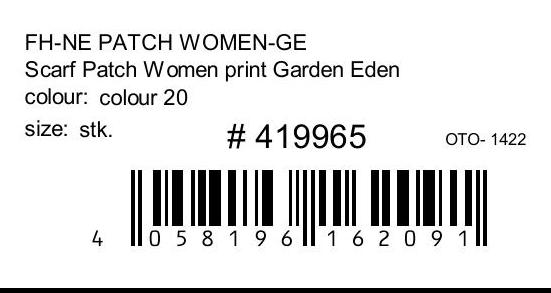 FH-NE PATCH WOMEN-GE
Scarf Patch Women print Garden Eden
colour: colour 20
size: stk.
# 419965
OTO- 1422
4 058196 162091